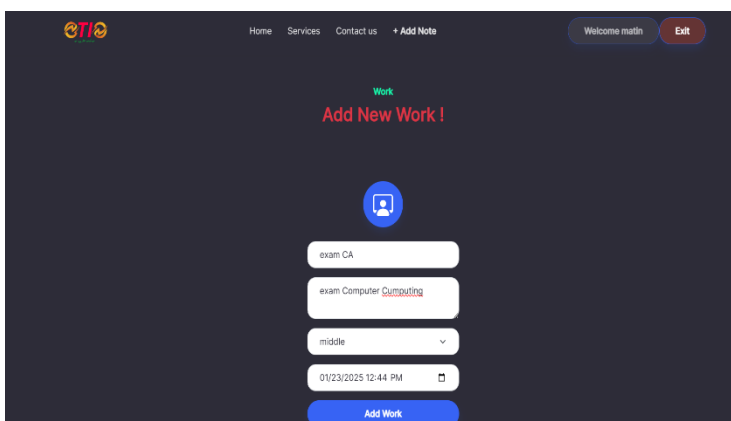 OTIO
Home Services Contact us + Add Note
Welcome matin Exit
Work
Add New Work !
exam CA
exam Computer Cumputing
middle
01/23/2025 12:44 PM
Add Work